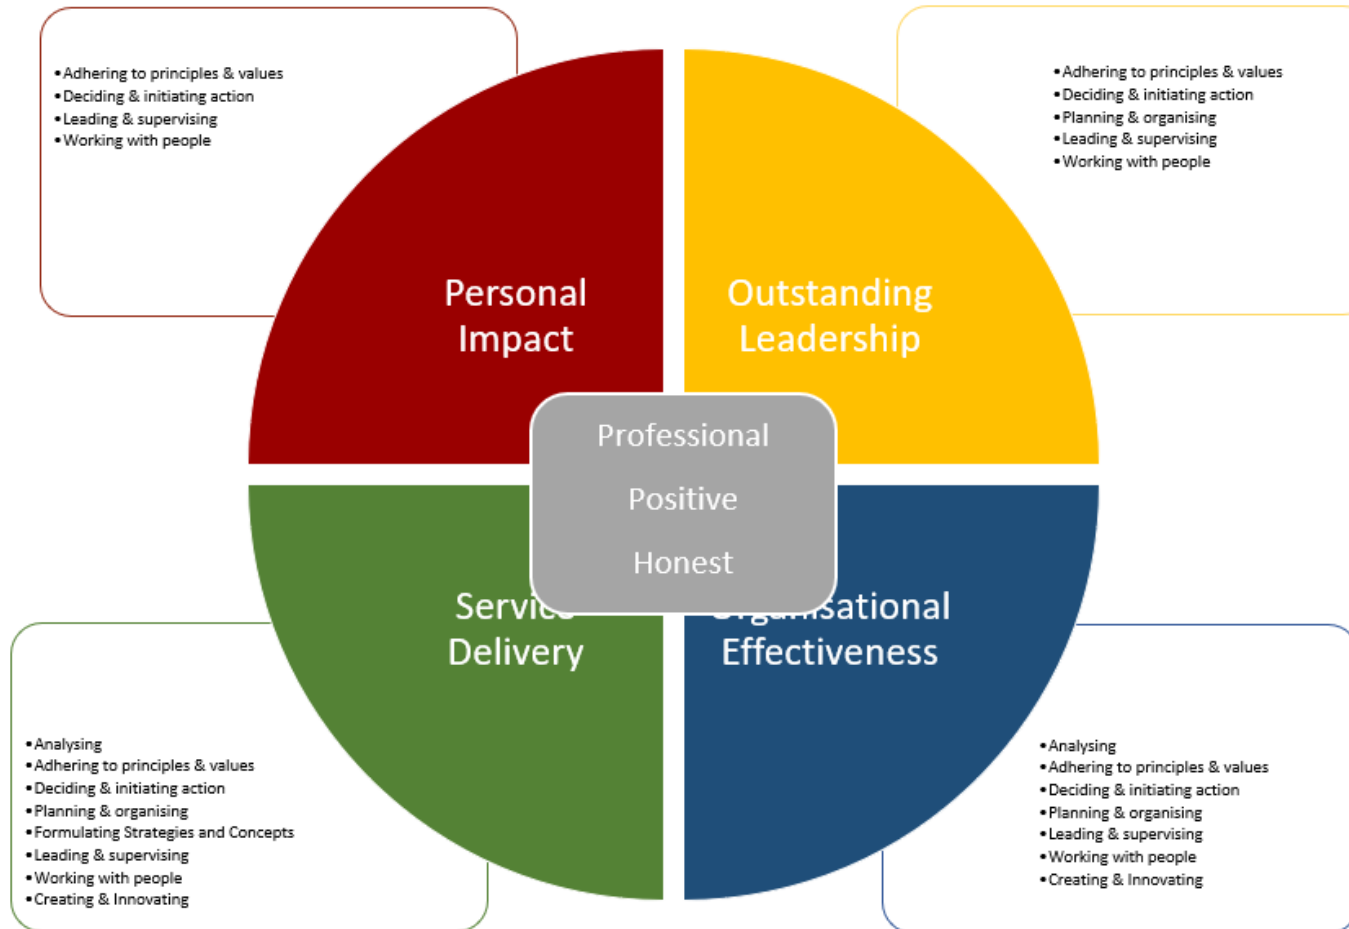 •Adhering to principles & values
•Deciding & initiating action
•Leading & supervising
•Working with people
•Adhering to principles & values
•Deciding & initiating action
•Planning & organising
•Leading & supervising
•Working with people
Personal
Impact
Outstanding
Leadership
Professional
Positive
Honest
Service
Delivery
Organisational
Effectiveness
•Analysing
•Adhering to principles & values
•Deciding & initiating action
•Planning & organising
•Formulating Strategies and Concepts
•Leading & supervising
•Working with people
•Creating & Innovating
•Analysing
•Adhering to principles & values
•Deciding & initiating action
•Planning & organising
•Leading & supervising
•Working with people
•Creating & Innovating